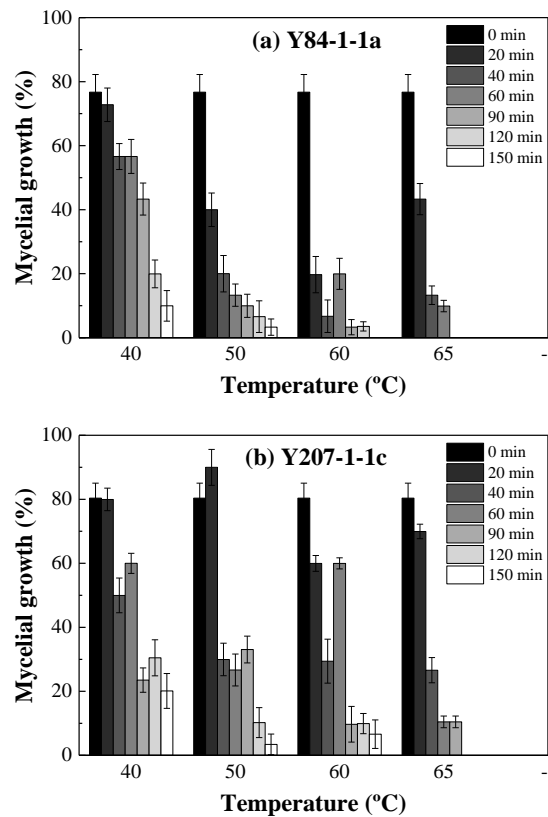 (a) Y84-1-1a
0 min
20 min
40 min
60 min
90 min
120 min
150 min
Mycelial growth (%)
100
80
60
40
20
0
40 50 60 65 --
Temperature (ºC)
(b) Y207-1-1c
0 min
20 min
40 min
60 min
90 min
120 min
150 min
Mycelial growth (%)
100
80
60
40
20
0
40 50 60 65 --
Temperature (ºC)